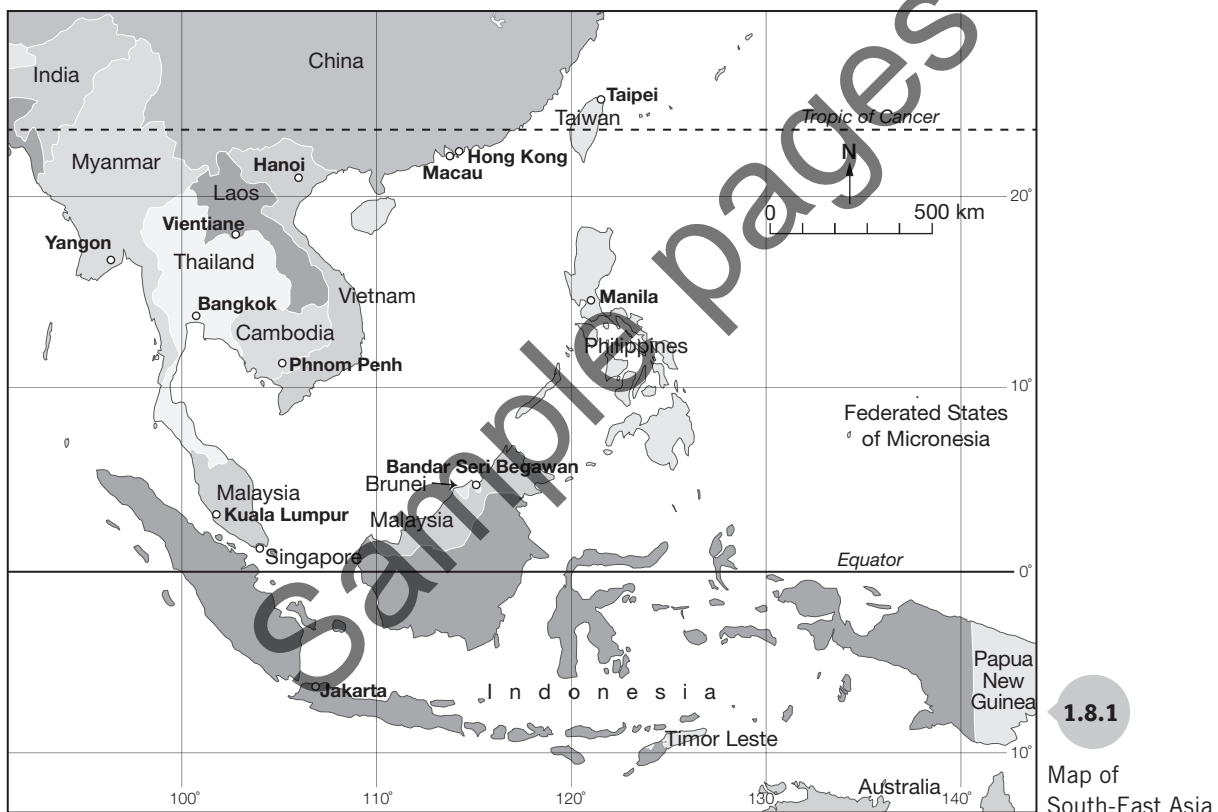 China
India
Taipei
Taiwan
Tropic of Cancer
Myanmar
Hanoi
Hong Kong
Macau
N
Laos
20°
0 500 km
Vientiane
Yangon
Thailand
Vietnam
Bangkok
Manila
Cambodia
Philippines
Phnom Penh
10°
Federated States
of Micronesia
Bandar Seri Begawan
Brunei
Malaysia
Kuala Lumpur
Malaysia
Singapore
Equator
0°
Papua
New
Guinea
Jakarta
Indonesia
Timor Leste
10°
Australia
100° 110° 120° 130° 140°
1.8.1
Map of
South-East Asia
Sample pages